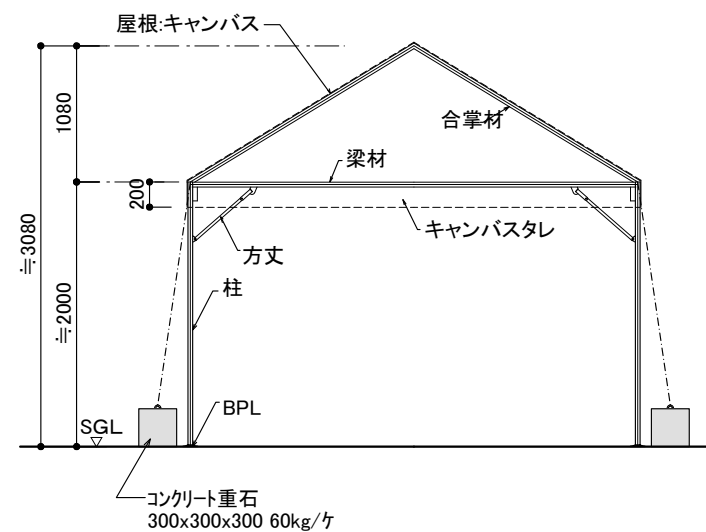 屋根:キャンバス
合掌材
梁材
1080
200
キャンバスタレ
方丈
≒3080
≒2000
柱
BPL
SGL
コンクリート重石
300x300x300 60kg/ケ